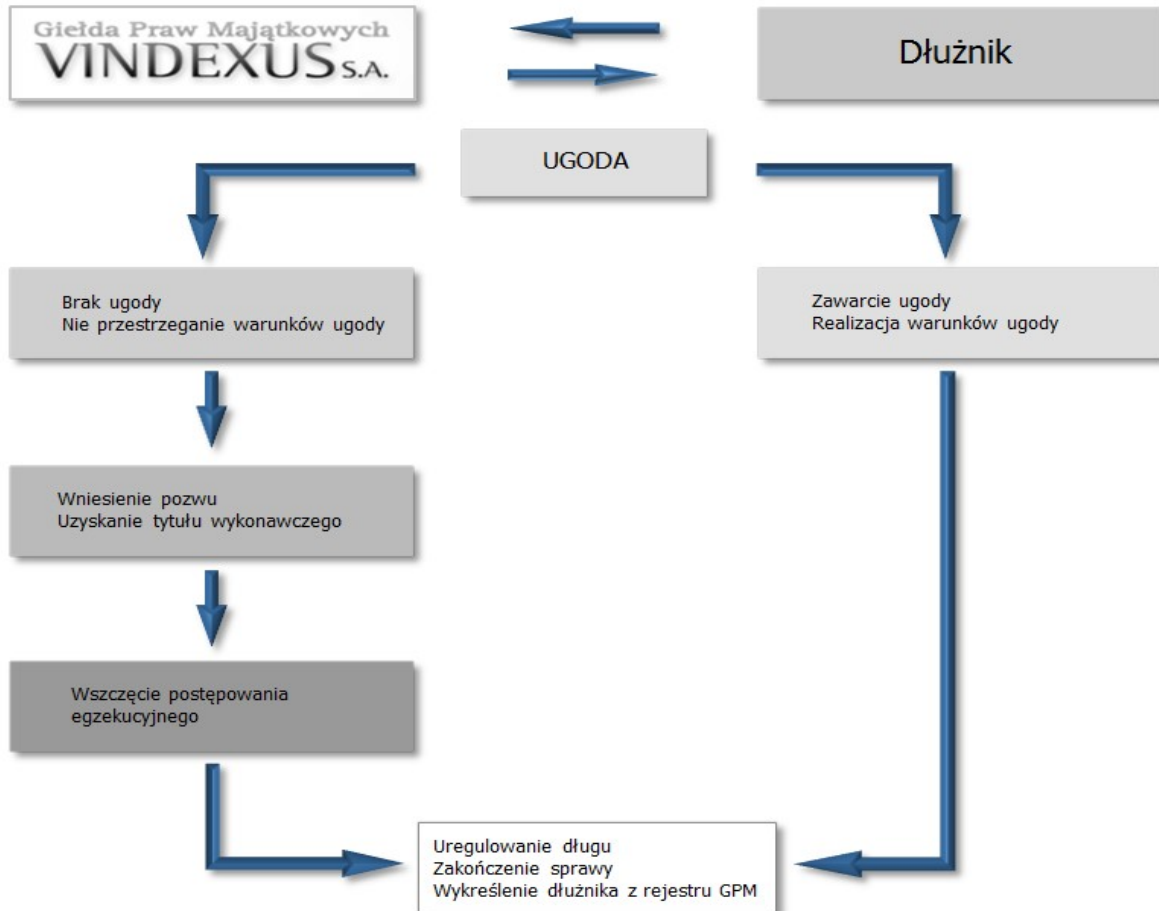 Giełda Praw Majątkowych
VINDEXUS S.A.
Dłużnik
UGODA
Brak ugody
Nie przestrzeganie warunków ugody
Zawarcie ugody
Realizacja warunków ugody
Wniesienie pozwu
Uzyskanie tytułu wykonawczego
Wszczęcie postępowania
egzekucyjnego
Uregulowanie długu
Zakończenie sprawy
Wykreślenie dłużnika z rejestru GPM